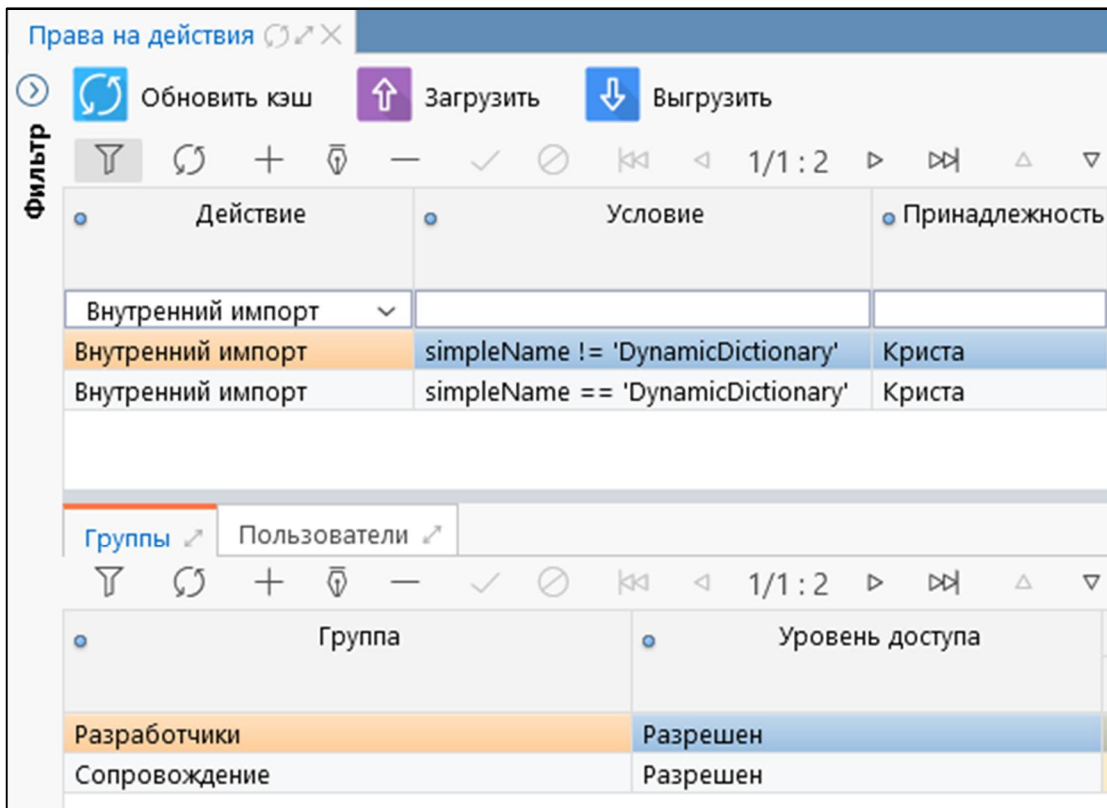 Права на действия
Обновить кэш Загрузить Выгрузить
Фильтр
1/1 : 2
Действие Условие Принадлежность
Внутренний импорт
Внутренний импорт simpleName != 'DynamicDictionary' Криста
Внутренний импорт simpleName == 'DynamicDictionary' Криста
Группы Пользователи
1/1 : 2
Группа Уровень доступа
Разработчики Разрешен
Сопровождение Разрешен